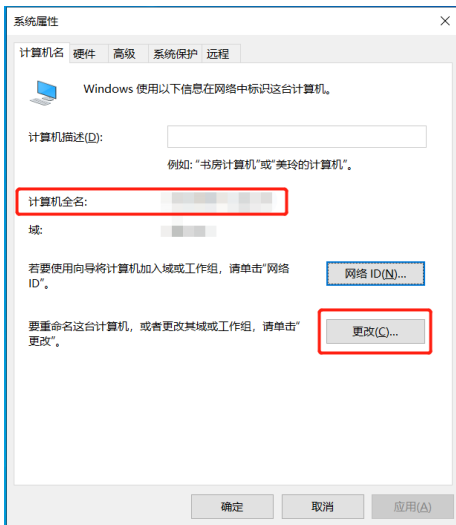 系统属性
计算机名 硬件 高级 系统保护 远程
Windows 使用以下信息在网络中标识这台计算机。
计算机描述(D):
例如: "书房计算机"或"美玲的计算机"。
计算机全名:
域:
若要使用向导将计算机加入域或工作组，请单击"网络
ID"。
网络 ID(N)...
要重命名这台计算机，或者更改其域或工作组，请单击"
更改"。
更改(C)...
确定 取消 应用(A)